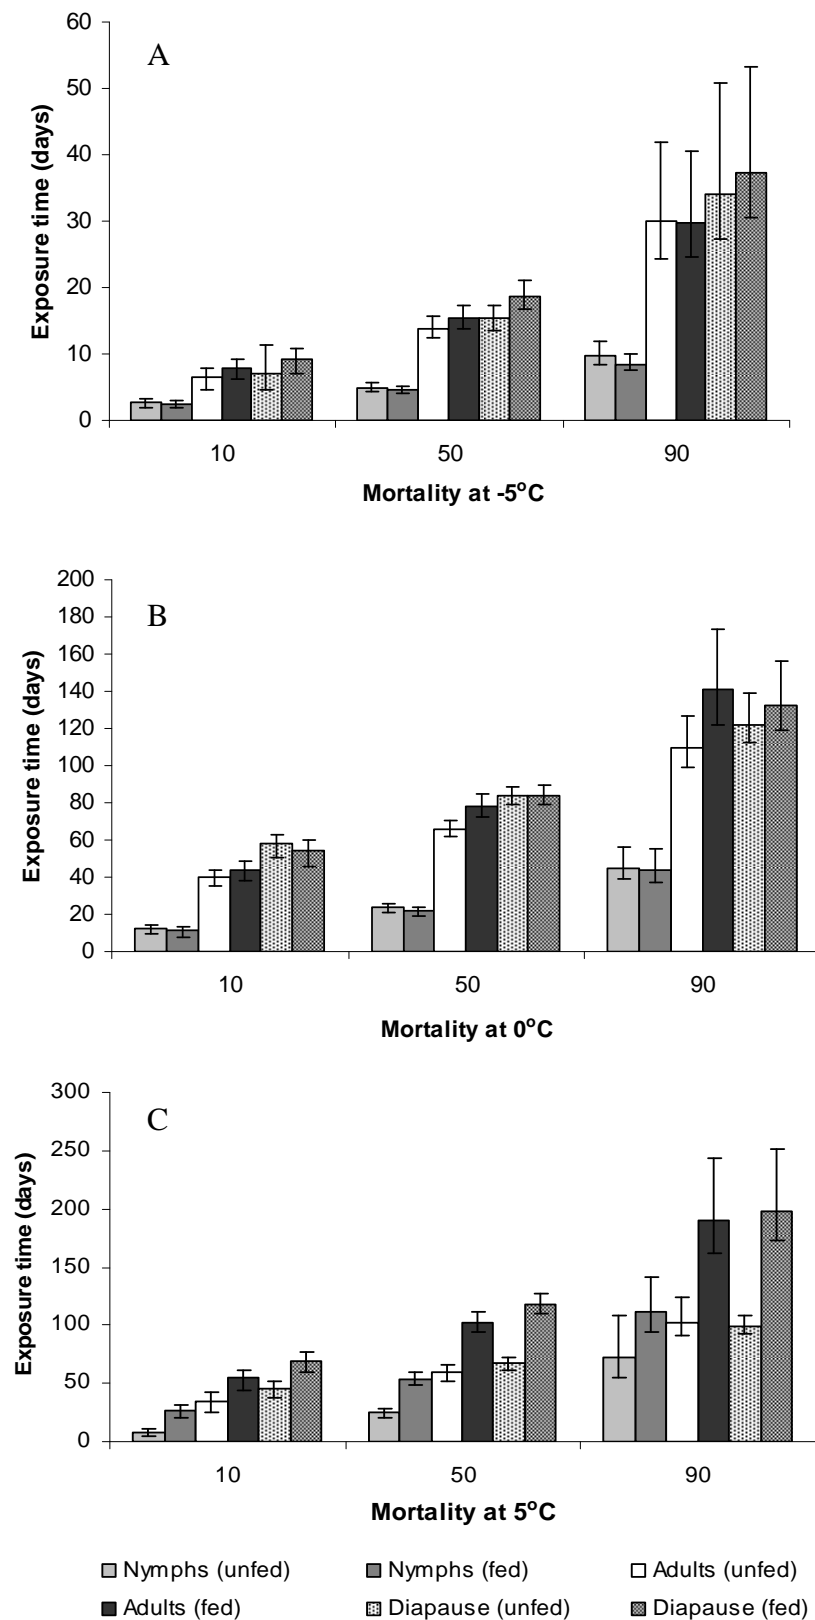 A
60
50
40
30
20
10
0
Exposure time (days)
10 50 90
Mortality at -5°C
B
200
180
160
140
120
100
80
60
40
20
0
Exposure time (days)
10 50 90
Mortality at 0°C
C
300
250
200
150
100
50
0
Exposure time (days)
10 50 90
Mortality at 5°C
Nymphs (unfed) Nymphs (fed) Adults (unfed)
Adults (fed) Diapause (unfed) Diapause (fed)